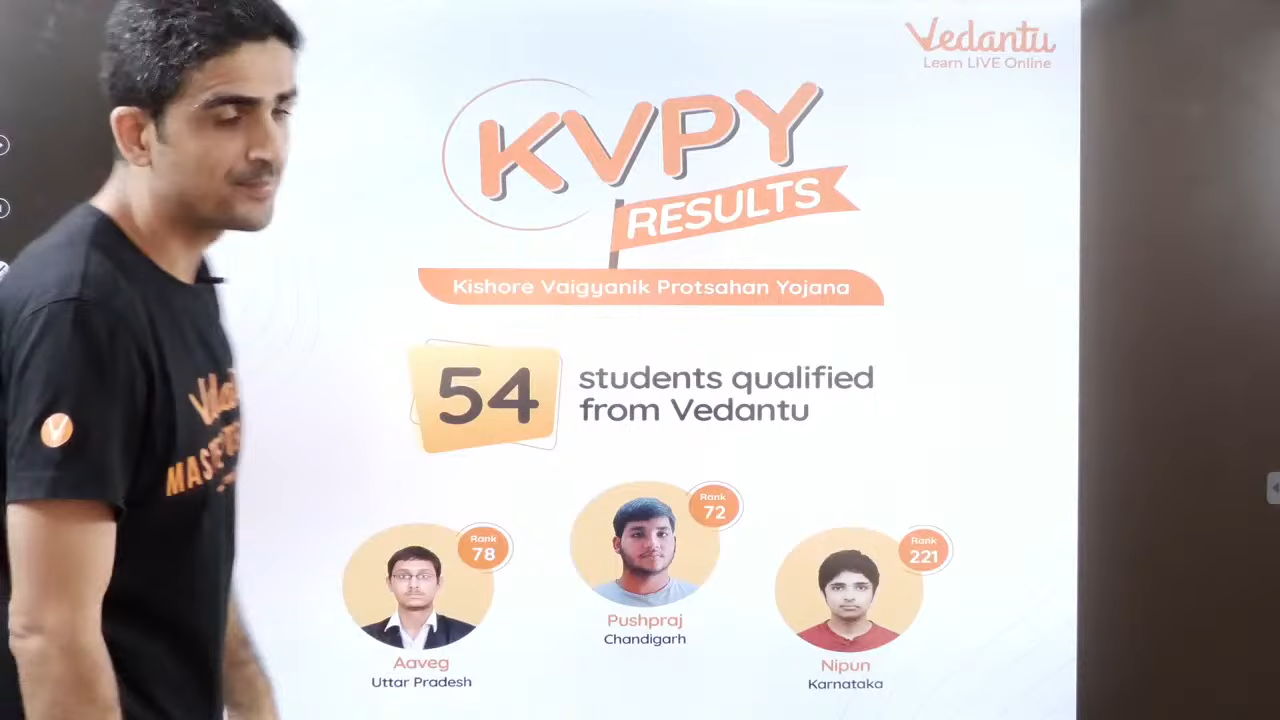 Vedantu
Learn LIVE Online
KVPY
RESULTS
Kishore Vaigyanik Protsahan Yojana
54
students qualified
from Vedantu
Rank
78
Aaveg
Uttar Pradesh
Rank
72
Pushpraj
Chandigarh
Rank
221
Nipun
Karnataka
V